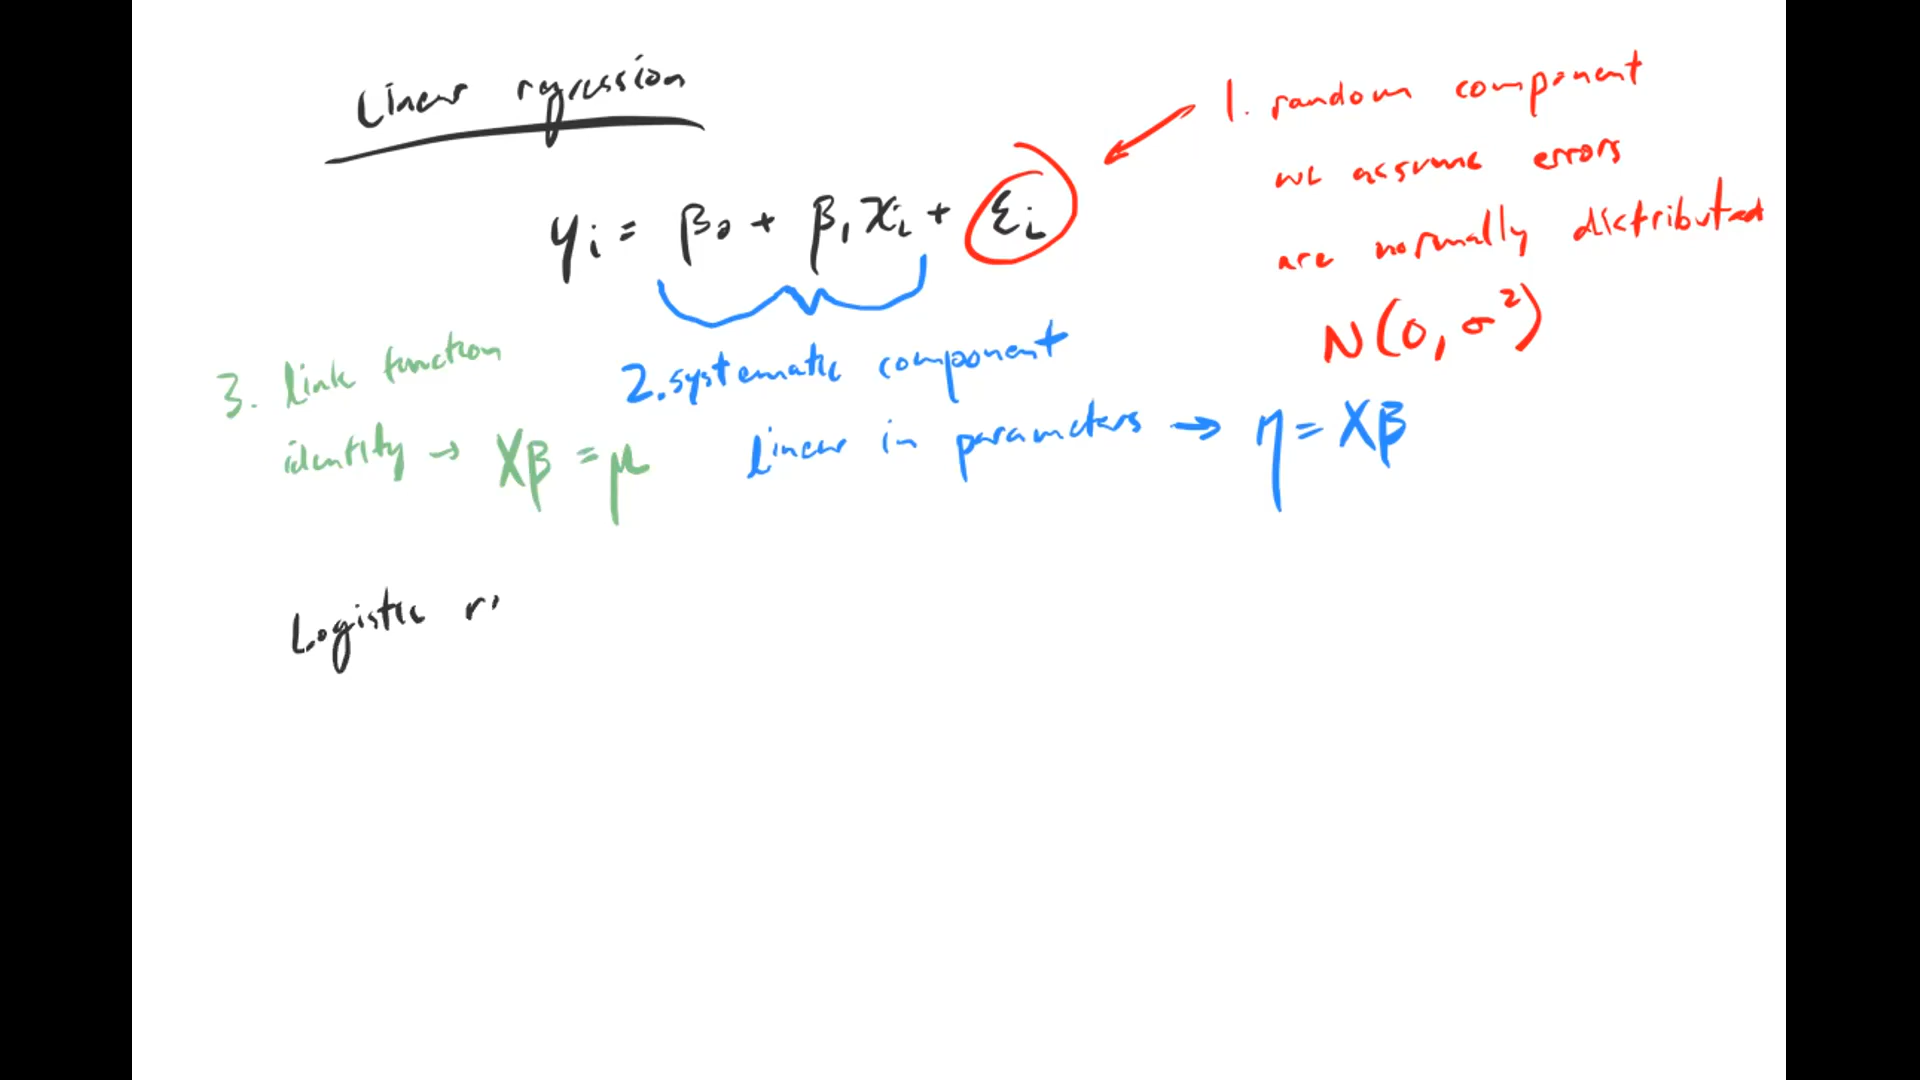 Linear regression
1. random component
we assume errors
are normally distributed
N(0, σ²)
yi = β0 + β1xi + εi
2. systematic component
linear in parameters → η = Xβ
3. link function
identity → Xβ = μ
Logistic r